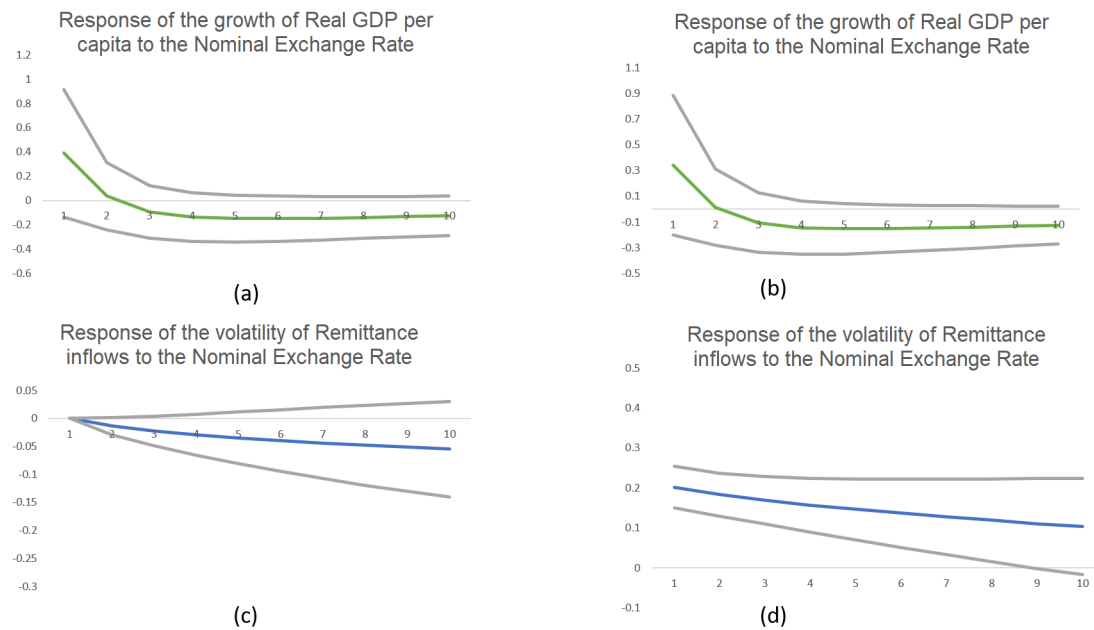 Response of the growth of Real GDP per
capita to the Nominal Exchange Rate
1.2
1
0.8
0.6
0.4
0.2
0
-0.2
-0.4
-0.6
1 2 3 4 5 6 7 8 9 10
(a)
Response of the growth of Real GDP per
capita to the Nominal Exchange Rate
1.1
0.9
0.7
0.5
0.3
0.1
-0.1
-0.3
-0.5
1 2 3 4 5 6 7 8 9 10
(b)
Response of the volatility of Remittance
inflows to the Nominal Exchange Rate
0.05
0
-0.05
-0.1
-0.15
-0.2
-0.25
-0.3
1 2 3 4 5 6 7 8 9 10
(c)
Response of the volatility of Remittance
inflows to the Nominal Exchange Rate
0.5
0.4
0.3
0.2
0.1
0
-0.1
1 2 3 4 5 6 7 8 9 10
(d)